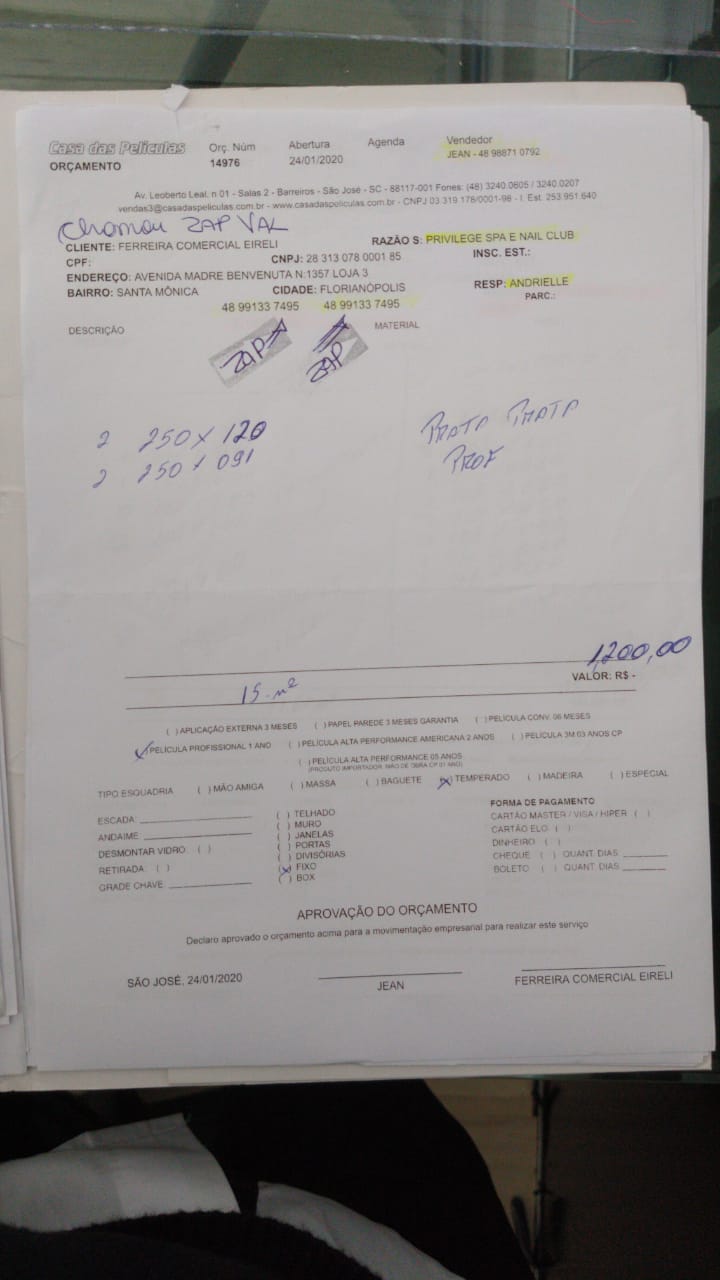 Casa das Películas
ORÇAMENTO
Orç. Núm
14976
Abertura
24/01/2020
Agenda
Vendedor
JEAN - 48 98871 0792
Av. Leoberto Leal, n 01 - Salas 2 - Barreiros - São José - SC - 88117-001 Fones: (48) 3240.0605 / 3240.0207
vendas3@casadaspeliculas.com.br - www.casadaspeliculas.com.br - CNPJ 03 319 178/0001-98 - I. Est: 253.951.640
Chamou ZAP VAL
CLIENTE: FERREIRA COMERCIAL EIRELI
RAZÃO S: PRIVILEGE SPA E NAIL CLUB
CPF:
CNPJ: 28 313 078 0001 85
INSC. EST.:
ENDEREÇO: AVENIDA MADRE BENVENUTA N:1357 LOJA 3
BAIRRO: SANTA MÔNICA
CIDADE: FLORIANÓPOLIS
RESP: ANDRIELLE
48 99133 7495
48 99133 7495
PARC.:
DESCRIÇÃO
MATERIAL
ZAP
ZAP
2 250 x 120
PRATA PRATA
2 250 x 091
PROF
1.200,00
VALOR: R$ -
15 m²
( ) APLICAÇÃO EXTERNA 3 MESES ( ) PAPEL PAREDE 3 MESES GARANTIA ( ) PELÍCULA CONV. 06 MESES
( ) PELÍCULA PROFISSIONAL 1 ANO ( ) PELÍCULA ALTA PERFORMANCE AMERICANA 2 ANOS ( ) PELÍCULA 3M 03 ANOS CP
( ) PELÍCULA ALTA PERFORMANCE 05 ANOS
(PRODUTO IMPORTADOR, NÃO DE OBRA CP 01 ANO)
TIPO ESQUADRIA ( ) MÃO AMIGA ( ) MASSA ( ) BAGUETE (x) TEMPERADO ( ) MADEIRA ( ) ESPECIAL
ESCADA:
ANDAIME:
DESMONTAR VIDRO: ( )
RETIRADA: ( )
GRADE CHAVE:
( ) TELHADO
( ) MURO
( ) JANELAS
( ) PORTAS
( ) DIVISÓRIAS
(x) FIXO
( ) BOX
FORMA DE PAGAMENTO
CARTÃO MASTER / VISA / HIPER ( )
CARTÃO ELO ( )
DINHEIRO ( )
CHEQUE ( ) QUANT DIAS
BOLETO ( ) QUANT DIAS
APROVAÇÃO DO ORÇAMENTO
Declaro aprovado o orçamento acima para a movimentação empresarial para realizar este serviço
SÃO JOSÉ, 24/01/2020
JEAN
FERREIRA COMERCIAL EIRELI